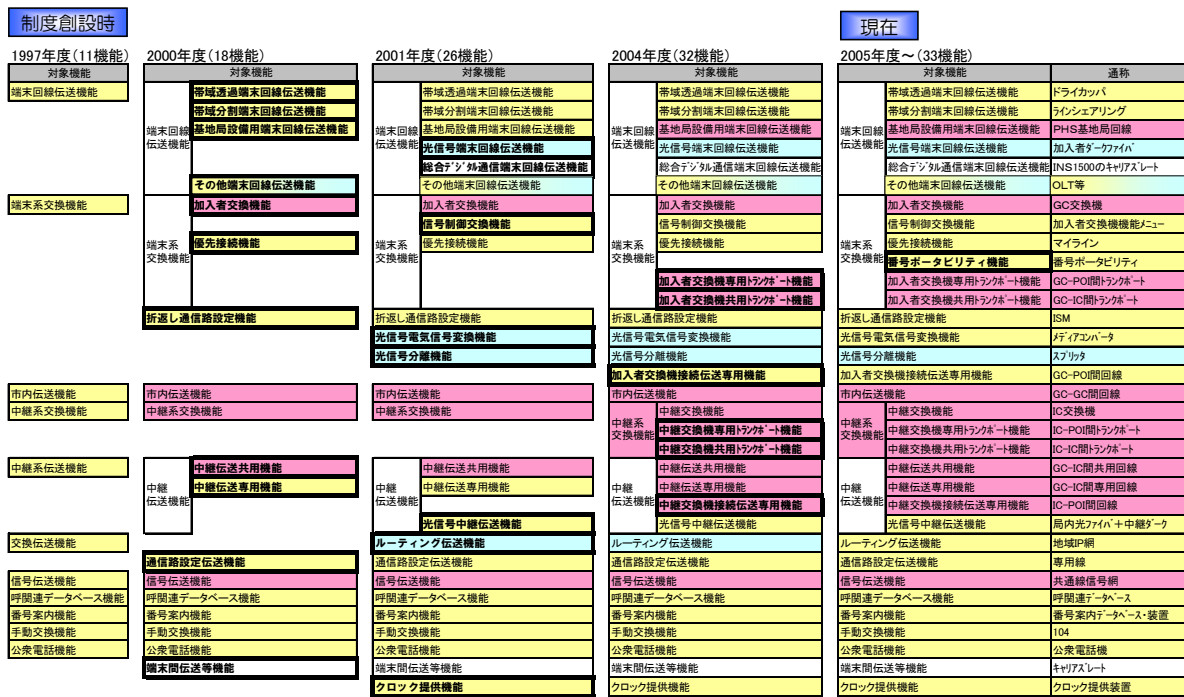 制度創設時
現在
1997年度(11機能)
対象機能
端末回線伝送機能
端末系交換機能
市内伝送機能
中継系交換機能
中継系伝送機能
交換伝送機能
信号伝送機能
呼関連データベース機能
番号案内機能
手動交換機能
公衆電話機能
2000年度(18機能)
対象機能
端末回線
伝送機能
帯域透過端末回線伝送機能
帯域分割端末回線伝送機能
基地局設備用端末回線伝送機能
その他端末回線伝送機能
端末系
交換機能
加入者交換機能
優先接続機能
折返し通信路設定機能
市内伝送機能
中継系交換機能
中継
伝送機能
中継伝送共用機能
中継伝送専用機能
通信路設定伝送機能
信号伝送機能
呼関連データベース機能
番号案内機能
手動交換機能
公衆電話機能
端末間伝送等機能
2001年度(26機能)
対象機能
端末回線
伝送機能
帯域透過端末回線伝送機能
帯域分割端末回線伝送機能
基地局設備用端末回線伝送機能
光信号端末回線伝送機能
総合デジタル通信端末回線伝送機能
その他端末回線伝送機能
端末系
交換機能
加入者交換機能
信号制御交換機能
優先接続機能
折返し通信路設定機能
光信号電気信号変換機能
光信号分離機能
市内伝送機能
中継系交換機能
中継
伝送機能
中継伝送共用機能
中継伝送専用機能
光信号中継伝送機能
ルーティング伝送機能
通信路設定伝送機能
信号伝送機能
呼関連データベース機能
番号案内機能
手動交換機能
公衆電話機能
端末間伝送等機能
クロック提供機能
2004年度(32機能)
対象機能
端末回線
伝送機能
帯域透過端末回線伝送機能
帯域分割端末回線伝送機能
基地局設備用端末回線伝送機能
光信号端末回線伝送機能
総合デジタル通信端末回線伝送機能
その他端末回線伝送機能
端末系
交換機能
加入者交換機能
信号制御交換機能
優先接続機能
加入者交換機専用トランクポート機能
加入者交換機共用トランクポート機能
折返し通信路設定機能
光信号電気信号変換機能
光信号分離機能
加入者交換機接続伝送専用機能
市内伝送機能
中継系
交換機能
中継交換機能
中継交換機専用トランクポート機能
中継交換機共用トランクポート機能
中継
伝送機能
中継伝送共用機能
中継伝送専用機能
中継交換機接続伝送専用機能
光信号中継伝送機能
ルーティング伝送機能
通信路設定伝送機能
信号伝送機能
呼関連データベース機能
番号案内機能
手動交換機能
公衆電話機能
端末間伝送等機能
クロック提供機能
2005年度~(33機能)
対象機能 通称
端末回線
伝送機能
帯域透過端末回線伝送機能 ドライカッパ
帯域分割端末回線伝送機能 ラインシェアリング
基地局設備用端末回線伝送機能 PHS基地局回線
光信号端末回線伝送機能 加入者ダークファイバ
総合デジタル通信端末回線伝送機能 INS1500のキャリアズレート
その他端末回線伝送機能 OLT等
端末系
交換機能
加入者交換機能 GC交換機
信号制御交換機能 加入者交換機機能メニュー
優先接続機能 マイライン
番号ポータビリティ機能 番号ポータビリティ
加入者交換機専用トランクポート機能 GC-POI間トランクポート
加入者交換機共用トランクポート機能 GC-IC間トランクポート
折返し通信路設定機能 ISM
光信号電気信号変換機能 メディアコンバータ
光信号分離機能 スプリッタ
加入者交換機接続伝送専用機能 GC-POI間回線
市内伝送機能 GC-GC間回線
中継系
交換機能
中継交換機能 IC交換機
中継交換機専用トランクポート機能 IC-POI間トランクポート
中継交換機共用トランクポート機能 IC-IC間トランクポート
中継
伝送機能
中継伝送共用機能 GC-IC間共用回線
中継伝送専用機能 GC-IC間専用回線
中継交換機接続伝送専用機能 IC-POI間回線
光信号中継伝送機能 局内光ファイバ+中継ダーク
ルーティング伝送機能 地域IP網
通信路設定伝送機能 専用線
信号伝送機能 共通線信号網
呼関連データベース機能 呼関連データベース
番号案内機能 番号案内データベース・装置
手動交換機能 104
公衆電話機能 公衆電話機
端末間伝送等機能 キャリアズレート
クロック提供機能 クロック提供装置